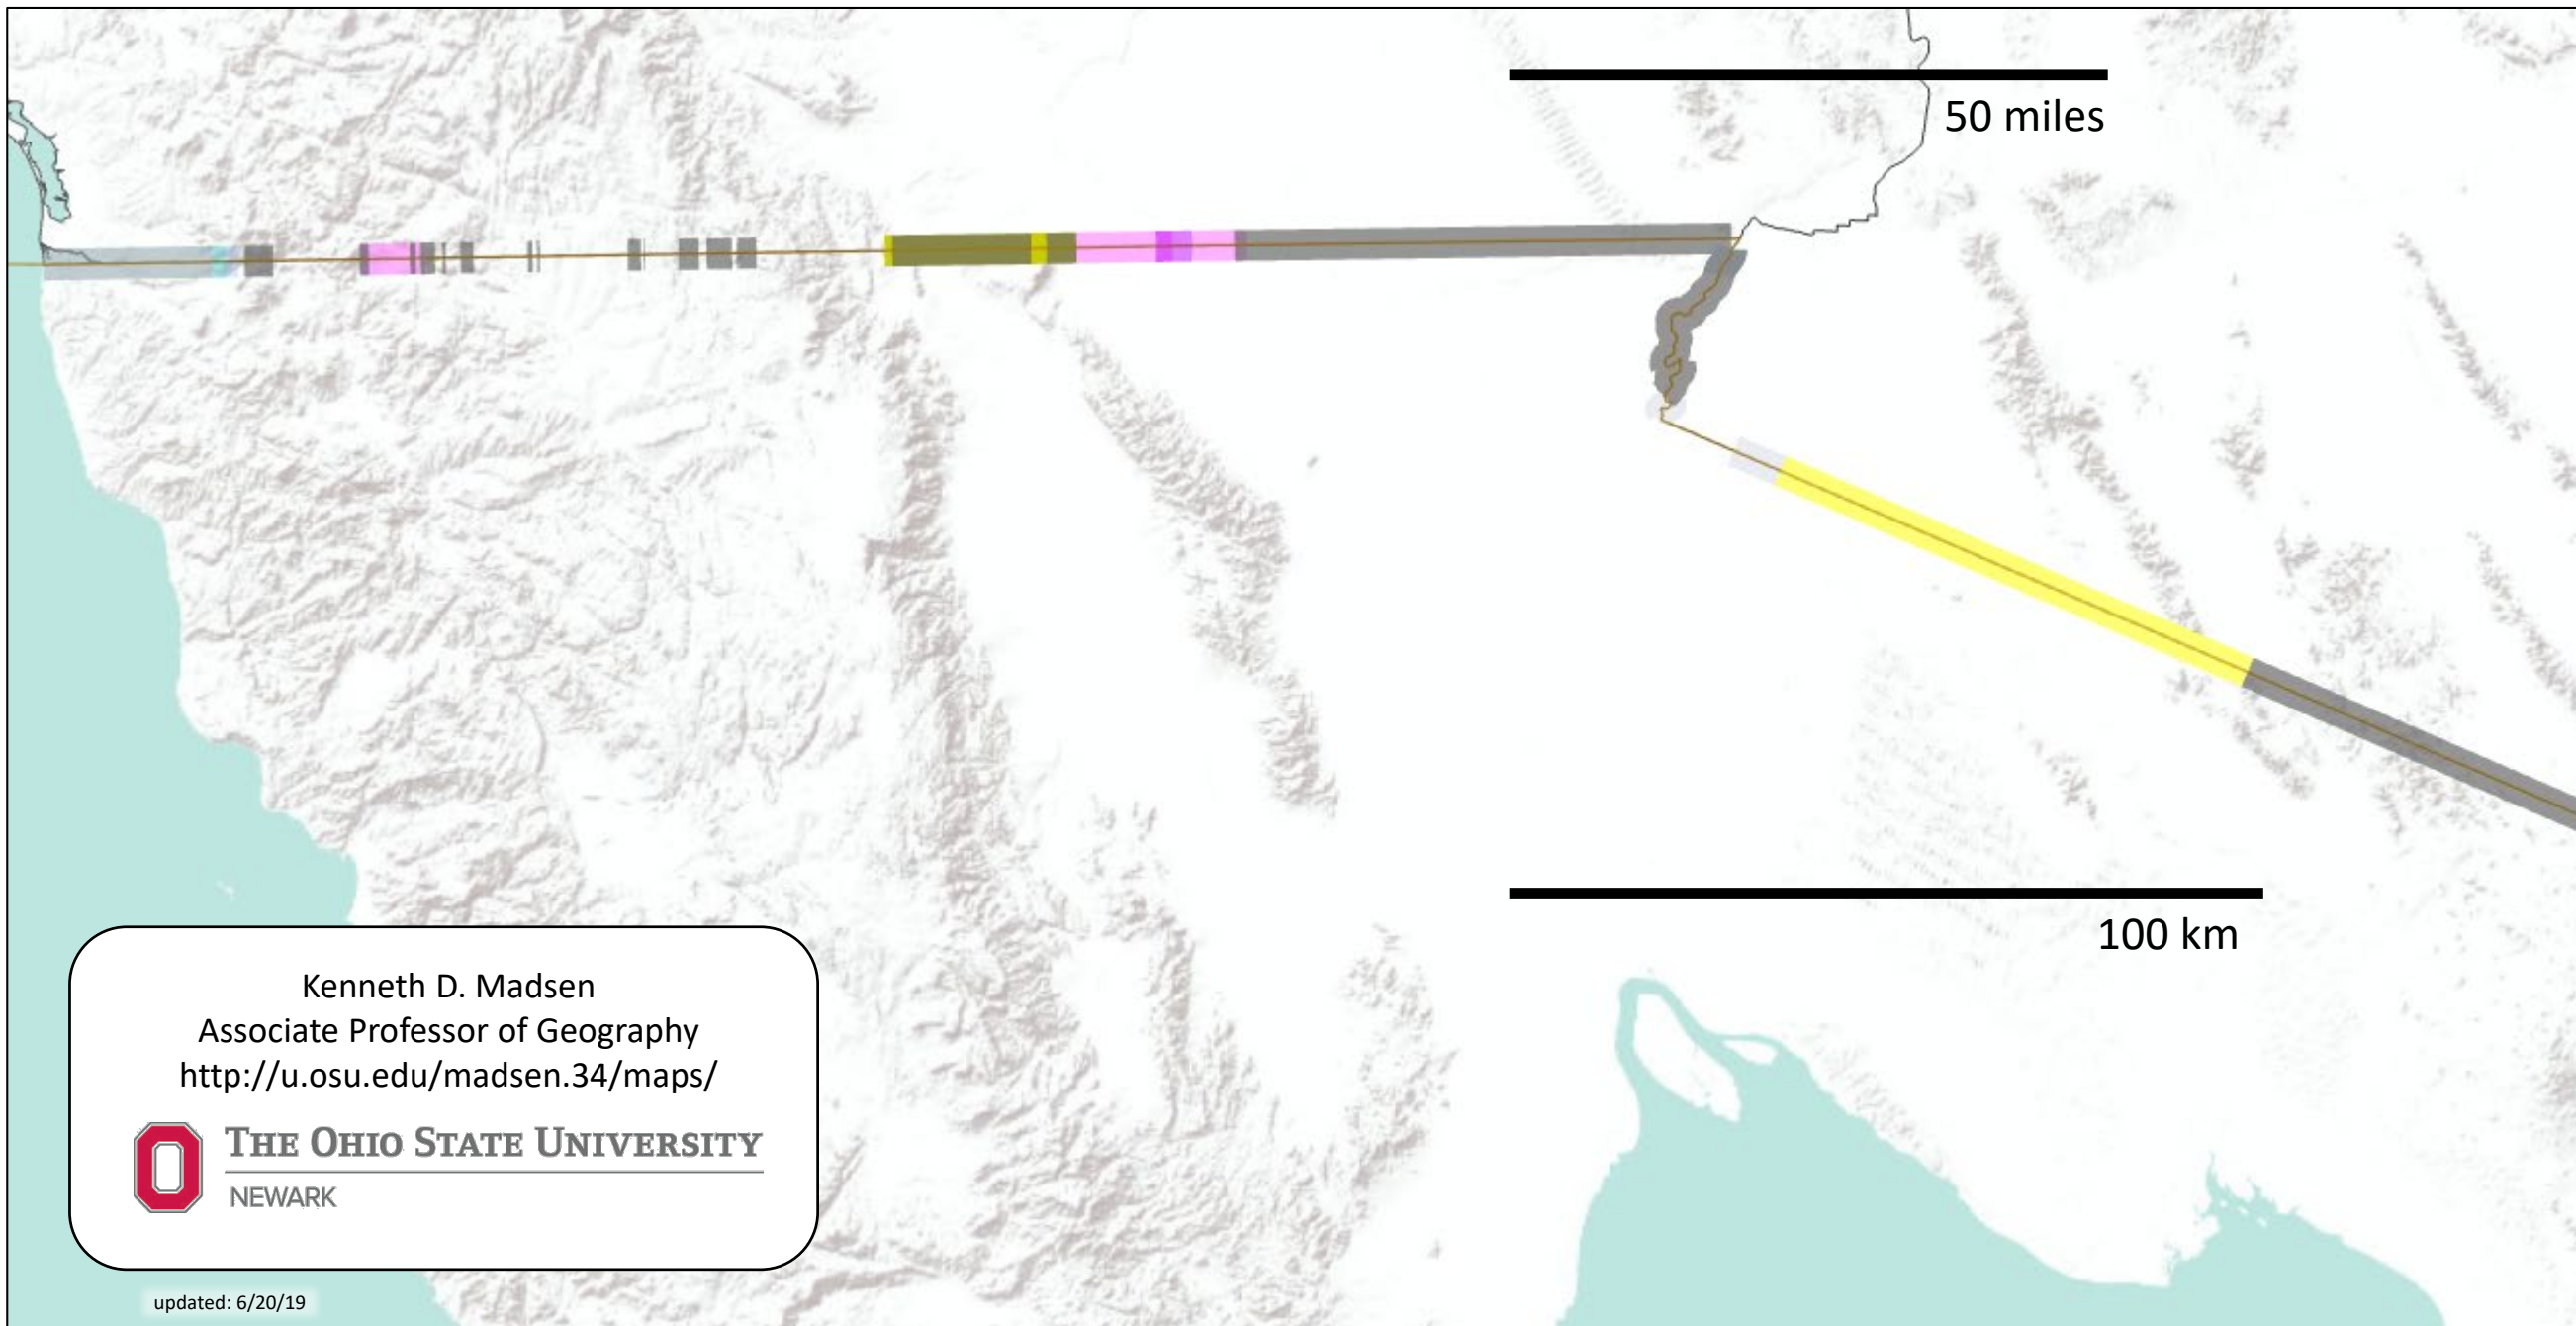 50 miles
100 km
Kenneth D. Madsen
Associate Professor of Geography
http://u.osu.edu/madsen.34/maps/
THE OHIO STATE UNIVERSITY
NEWARK
updated: 6/20/19